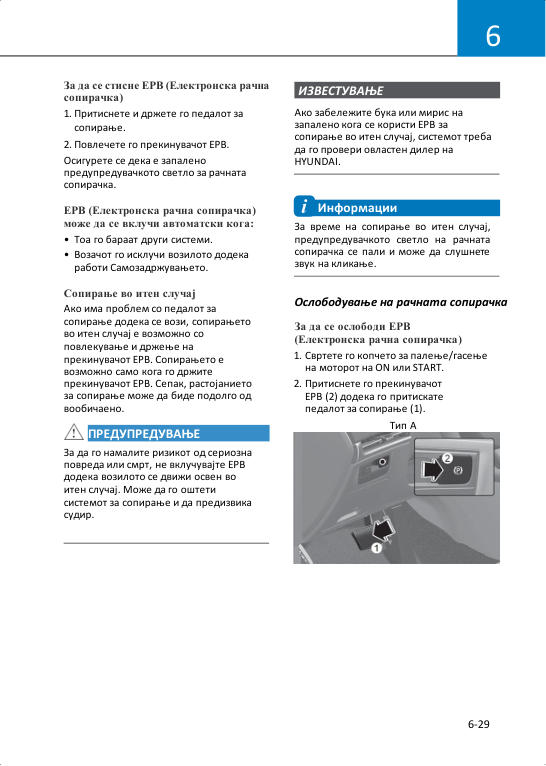 6
За да се стисне EPB (Електронска рачна
сопирачка)
1. Притиснете и држете го педалот за
сопирање.
2. Повлечете го прекинувачот EPB.
Осигурете се дека е запалено
предупредувачкото светло за рачната
сопирачка.
EPB (Електронска рачна сопирачка)
може да се вклучи автоматски кога:
• Тоа го бараат други системи.
• Возачот го исклучи возилото додека
работи Самозадржувањето.
Сопирање во итен случај
Ако има проблем со педалот за
сопирање додека се вози, сопирањето
во итен случај е возможно со
повлекување и држење на
прекинувачот EPB. Сопирањето е
возможно само кога го држите
прекинувачот EPB. Сепак, растојанието
за сопирање може да биде подолго од
вообичаено.
ПРЕДУПРЕДУВАЊЕ
За да го намалите ризикот од сериозна
повреда или смрт, не вклучувајте EPB
додека возилото се движи освен во
итен случај. Може да го оштети
системот за сопирање и да предизвика
судир.
ИЗВЕСТУВАЊЕ
Ако забележите бука или мирис на
запалено кога се користи EPB за
сопирање во итен случај, системот треба
да го провери овластен дилер на
HYUNDAI.
i Информации
За време на сопирање во итен случај,
предупредувачкото светло на рачната
сопирачка се пали и може да слушнете
звук на кликање.
Ослободување на рачната сопирачка
За да се ослободи EPB
(Електронска рачна сопирачка)
1. Свртете го копчето за палење/гасење
на моторот на ON или START.
2. Притиснете го прекинувачот
EPB (2) додека го притискате
педалот за сопирање (1).
Тип A
2
P
1
6-29